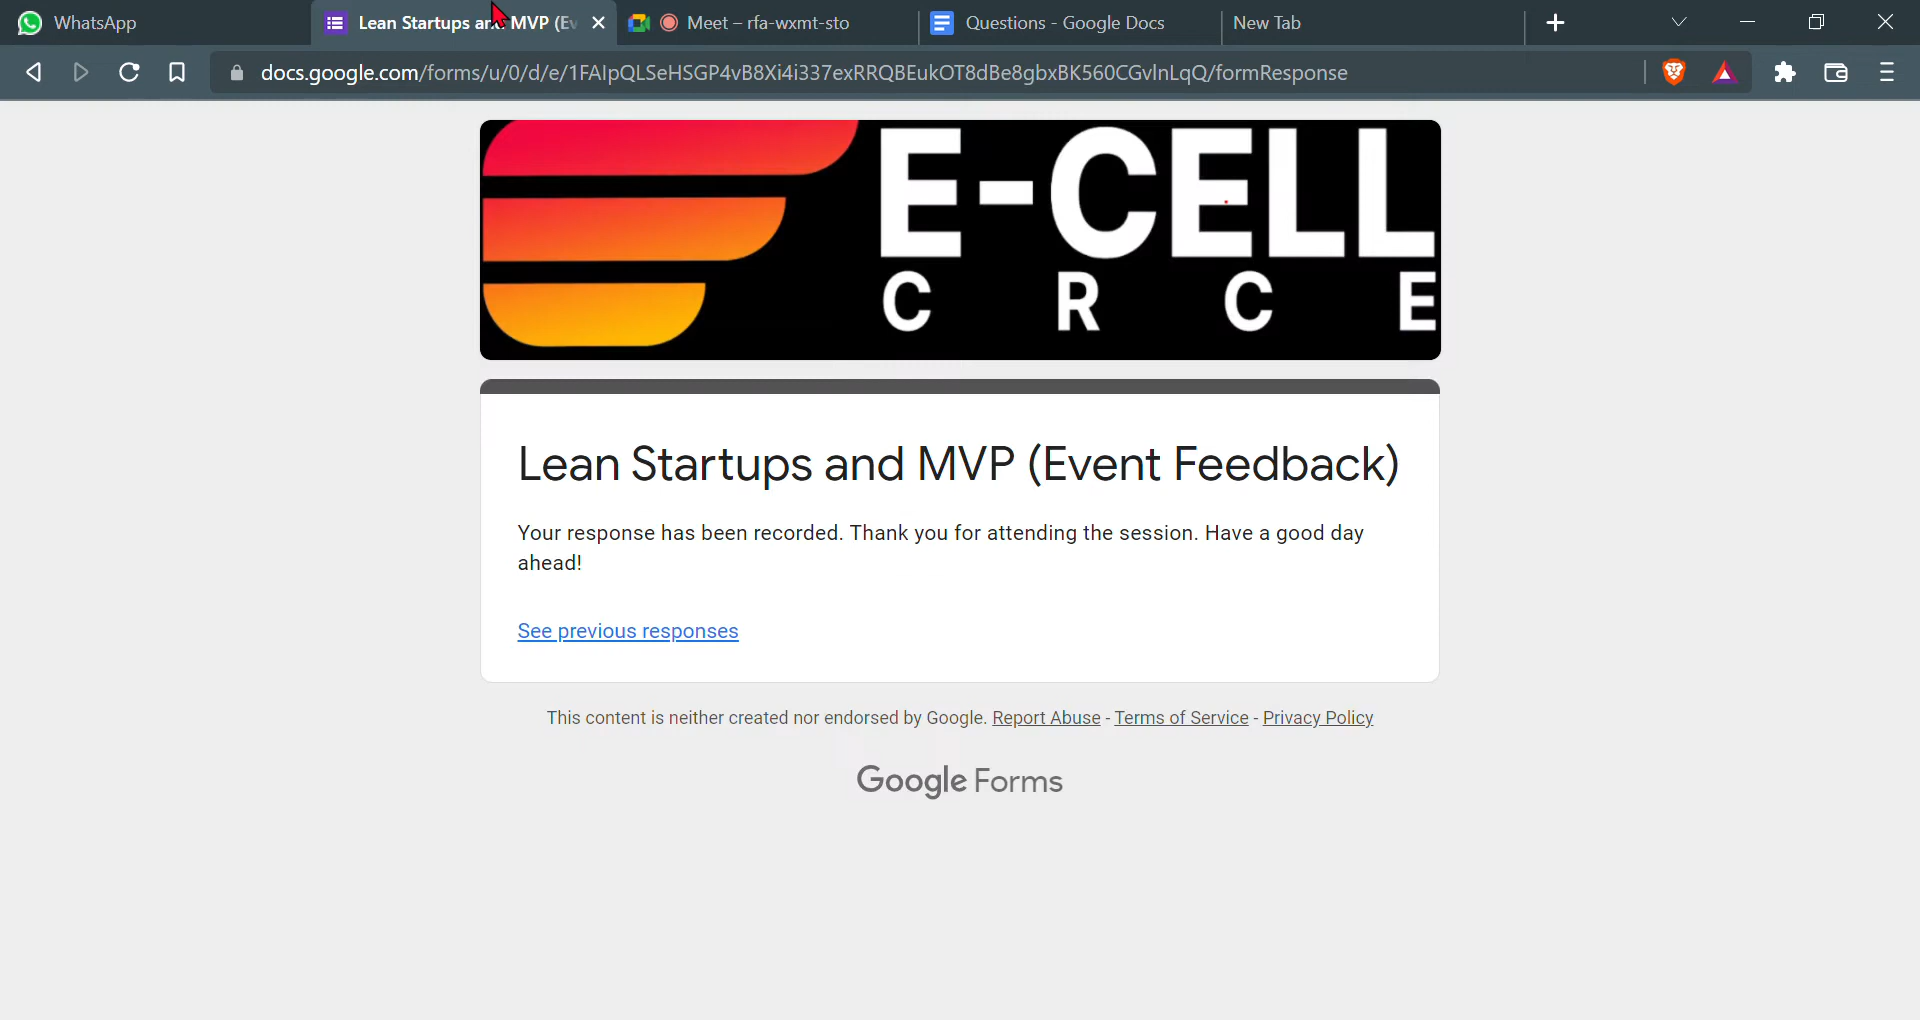 WhatsApp
Lean Startups an MVP (Ev
Meet – rfa-wxmt-sto
Questions - Google Docs
New Tab
docs.google.com/forms/u/0/d/e/1FAIpQLSeHSGP4vB8Xi4i337exRRQBEukOT8dBe8gbxBK560CGvlnLqQ/formResponse
E-CELL
C R C E
Lean Startups and MVP (Event Feedback)
Your response has been recorded. Thank you for attending the session. Have a good day
ahead!
See previous responses
This content is neither created nor endorsed by Google. Report Abuse - Terms of Service - Privacy Policy
Google Forms